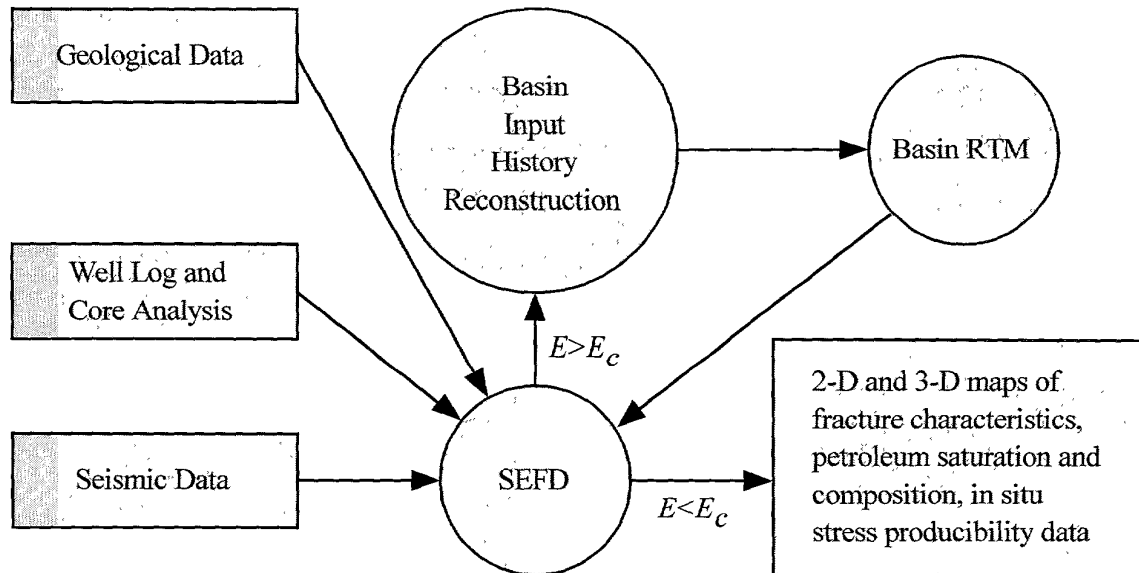 Geological Data
Basin
Input
History
Reconstruction
Basin RTM
Well Log and
Core Analysis
E>E_c
Seismic Data
SEFD
E<E_c
2-D and 3-D maps of
fracture characteristics,
petroleum saturation and
composition, in situ
stress producibility data